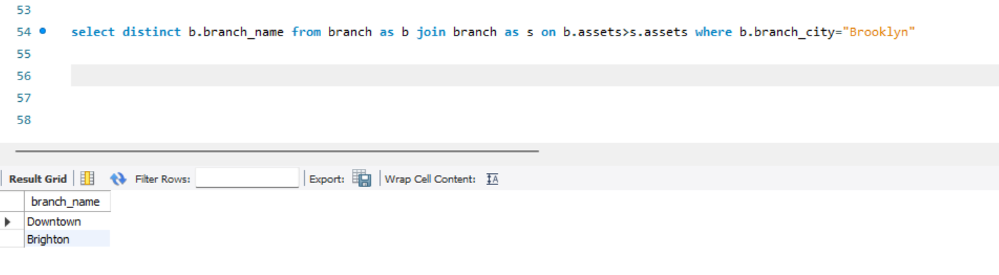 53
54 select distinct b.branch_name from branch as b join branch as s on b.assets>s.assets where b.branch_city="Brooklyn"
55
56
57
58
Result Grid Filter Rows: Export: Wrap Cell Content: IA
branch_name
Downtown
Brighton